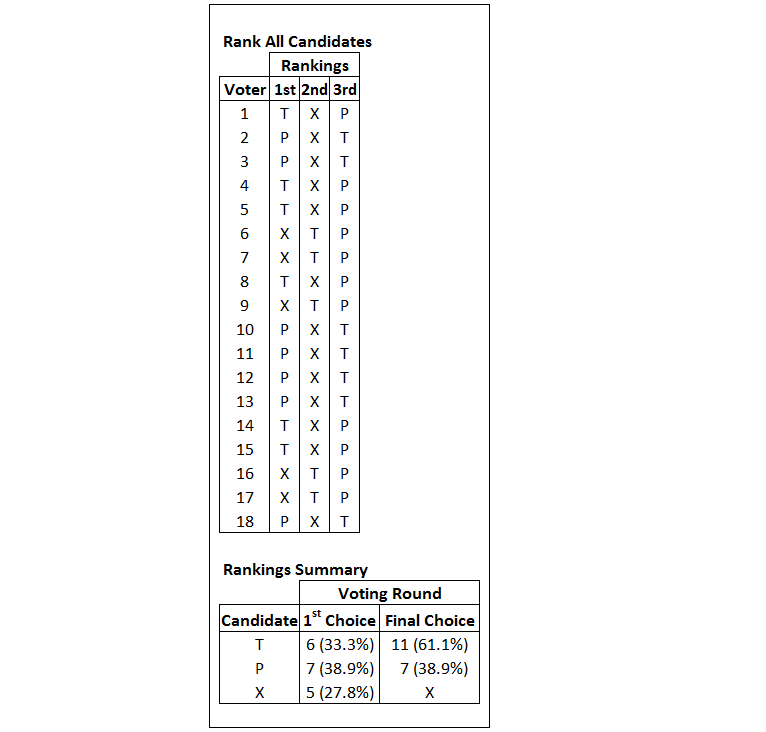 Rank All Candidates
Rankings
Voter 1st 2nd 3rd
1 T X P
2 P X T
3 P X T
4 T X P
5 T X P
6 X T P
7 X T P
8 T X P
9 X T P
10 P X T
11 P X T
12 P X T
13 P X T
14 T X P
15 T X P
16 X T P
17 X T P
18 P X T
Rankings Summary
Voting Round
Candidate 1st Choice Final Choice
T 6 (33.3%) 11 (61.1%)
P 7 (38.9%) 7 (38.9%)
X 5 (27.8%) X